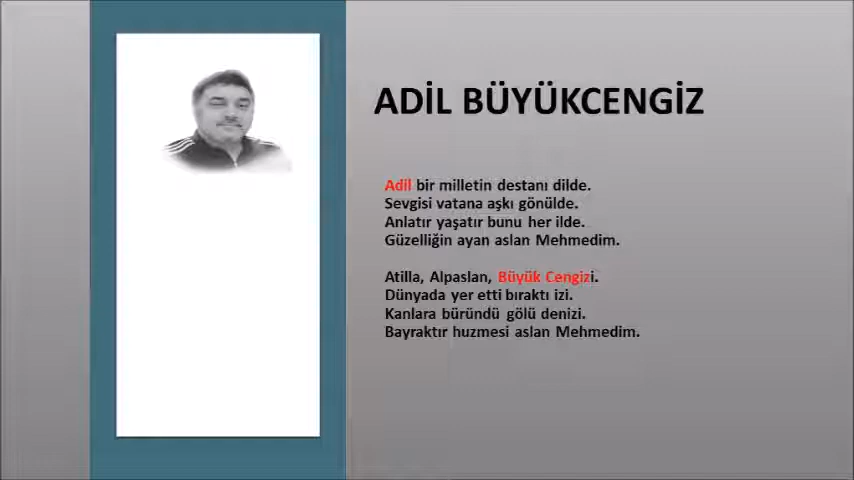 ADİL BÜYÜKCENGİZ
Adil bir milletin destanı dilde.
Sevgisi vatana aşkı gönülde.
Anlatır yaşatır bunu her ilde.
Güzelliğin ayan aslan Mehmedim.
Atilla, Alpaslan, Büyük Cengizi.
Dünyada yer etti bıraktı izi.
Kanlara büründü gölü denizi.
Bayraktır huzmesi aslan Mehmedim.